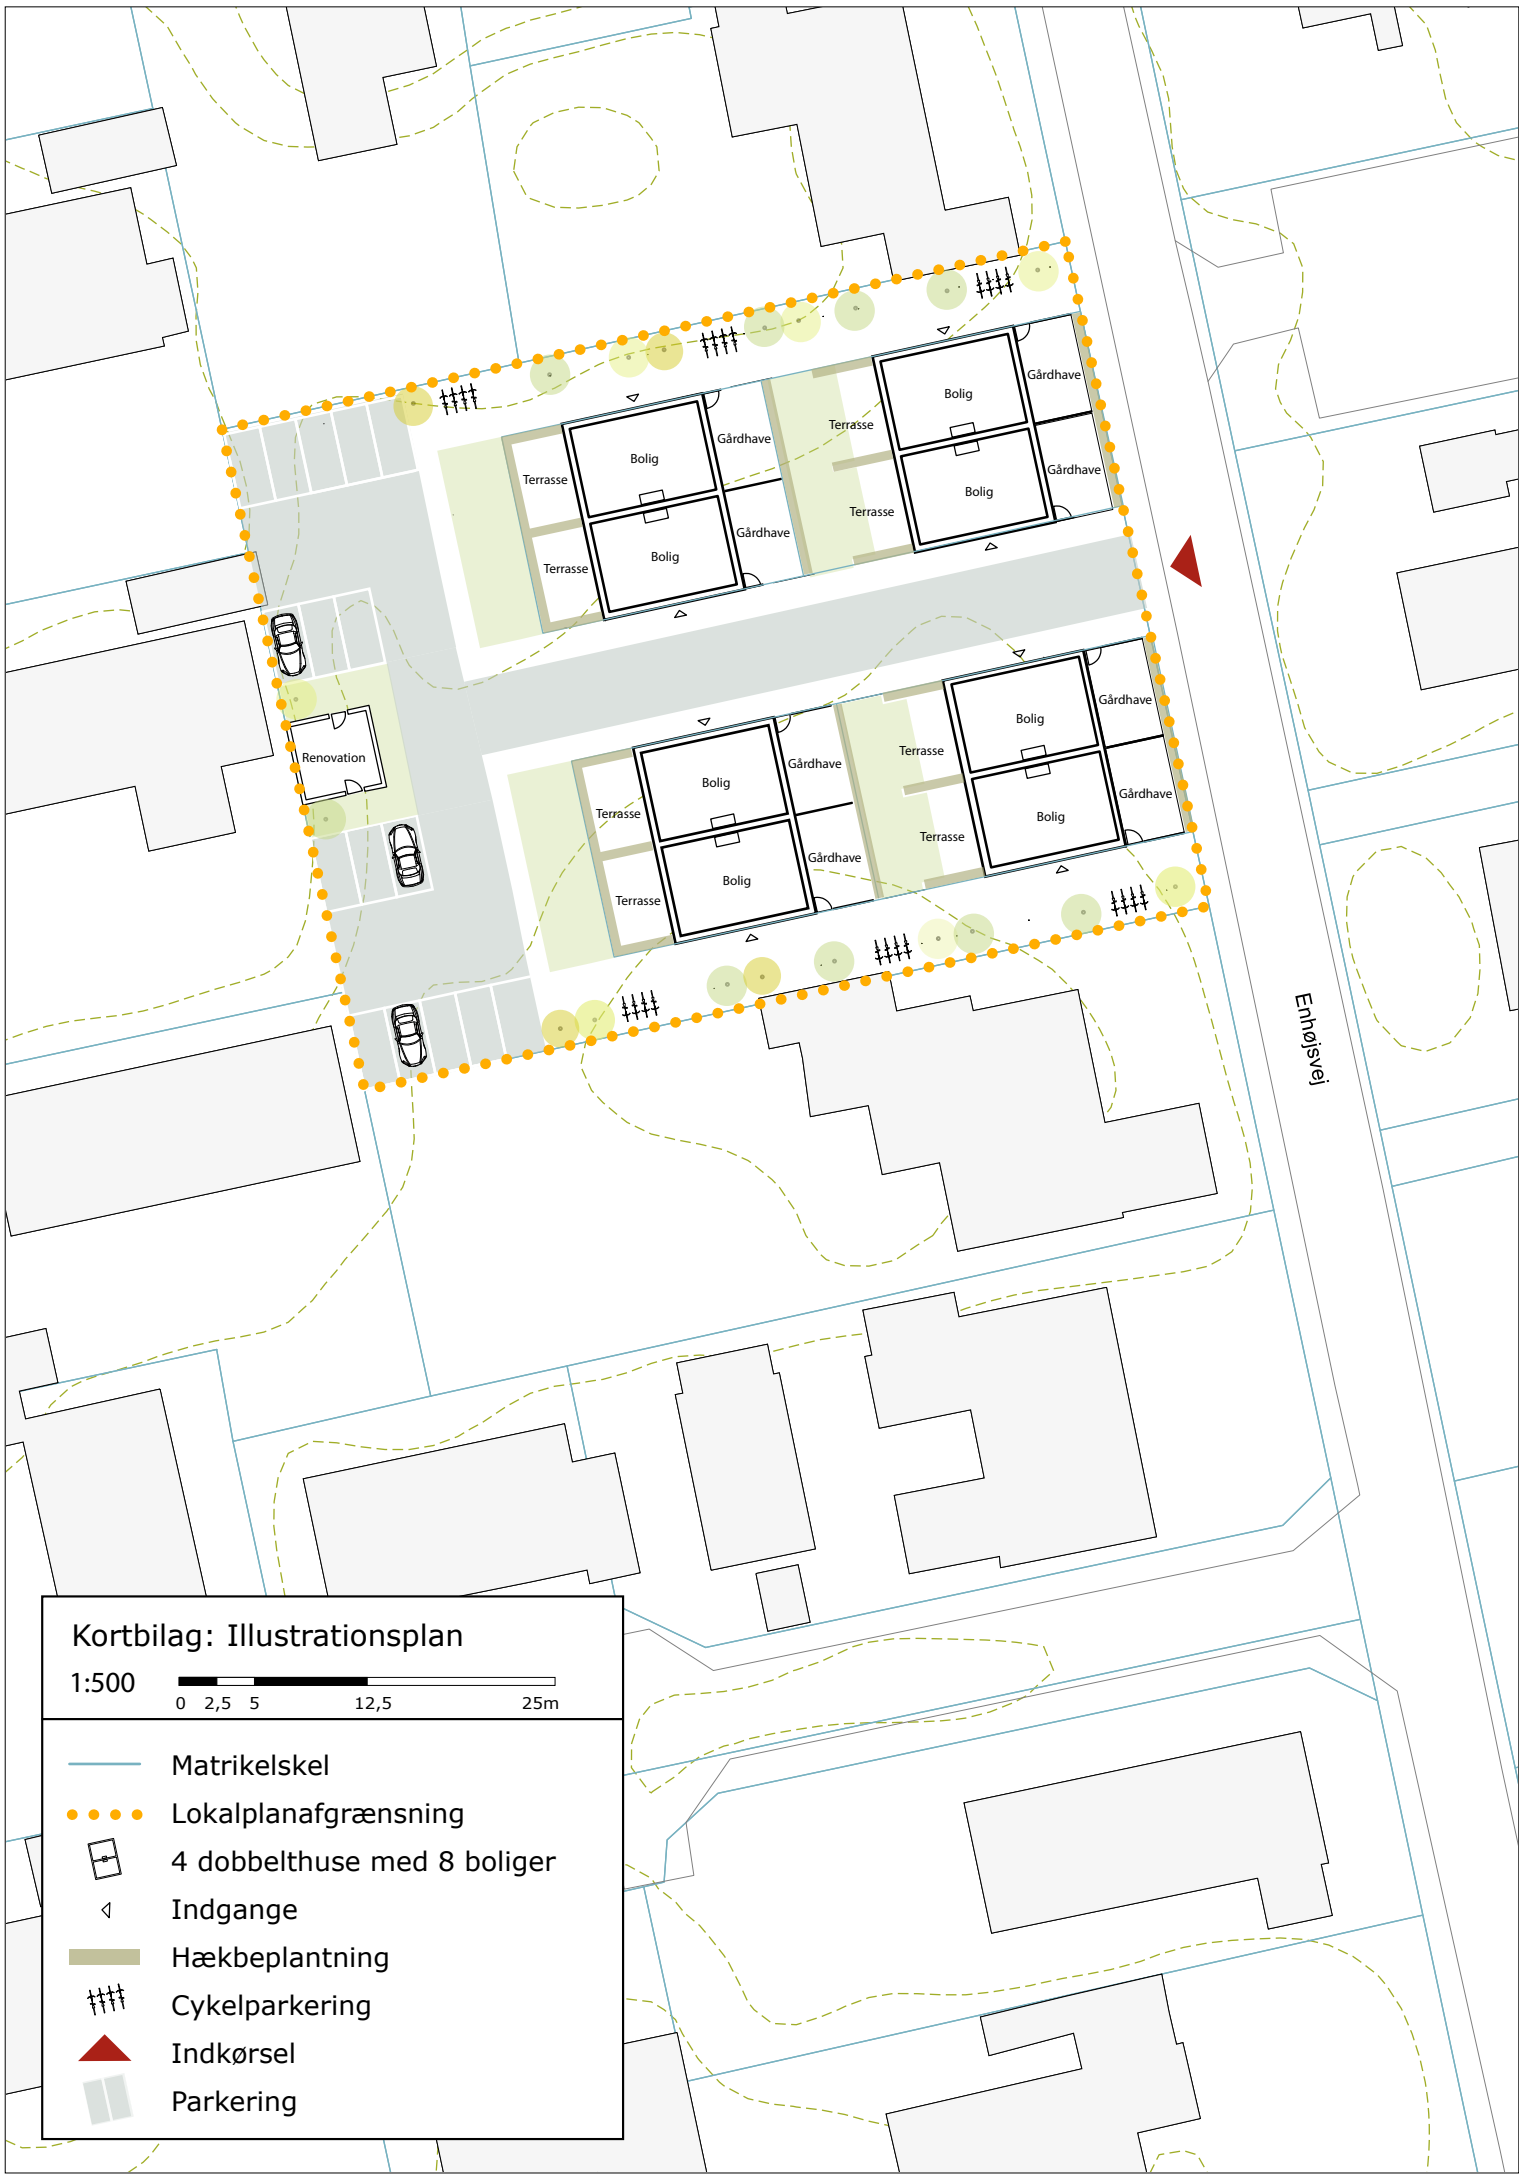 Bolig
Gårdhave
Terrasse
Bolig
Gårdhave
Terrasse
Bolig
Gårdhave
Terrasse
Bolig
Gårdhave
Terrasse
Bolig
Gårdhave
Terrasse
Bolig
Gårdhave
Terrasse
Renovation
Bolig
Gårdhave
Terrasse
Bolig
Gårdhave
Terrasse
Enhøjsvej
Kortbilag: Illustrationsplan
1:500
0 2,5 5 12,5 25m
Matrikelskel
Lokalplanafgrænsning
4 dobbelthuse med 8 boliger
Indgange
Hækbeplantning
Cykelparkering
Indkørsel
Parkering